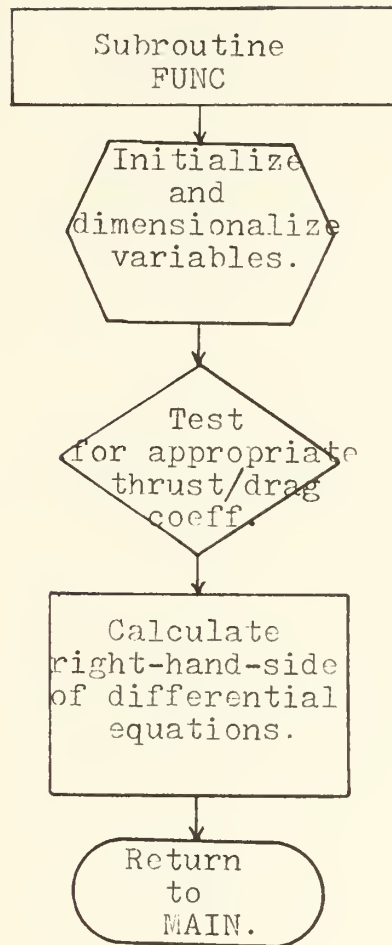 Subroutine
FUNC
Initialize
and
dimensionalize
variables.
Test
for appropriate
thrust/drag
coeff.
Calculate
right-hand-side
of differential
equations.
Return
to
MAIN.